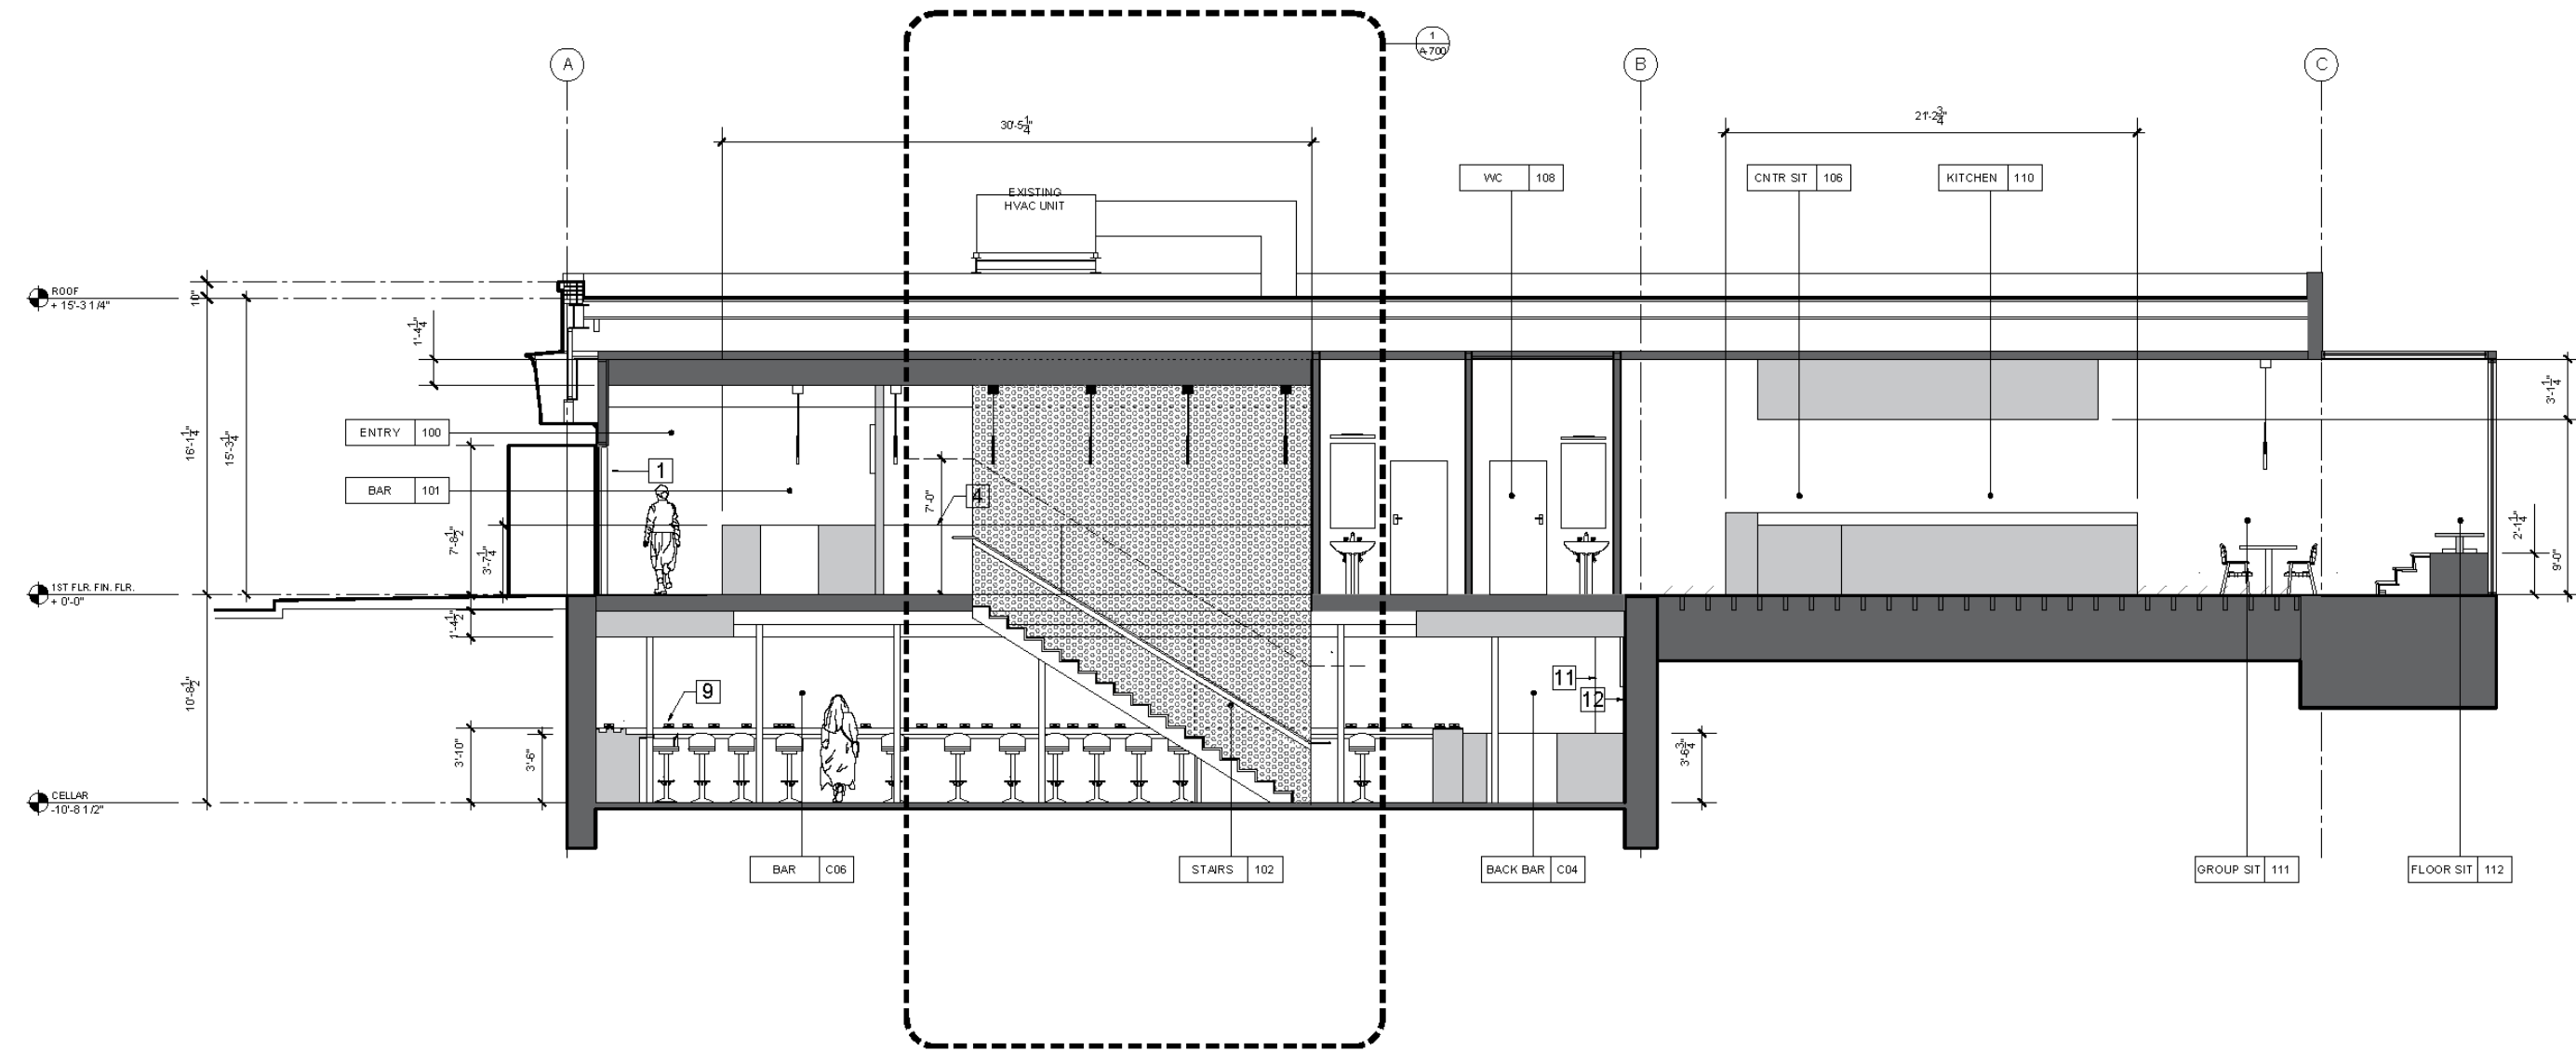 1
A-700
A
B
C
30'-5 1/4"
21'-2 3/4"
EXISTING
HVAC UNIT
WC 108
CNTR SIT 106
KITCHEN 110
ROOF
+ 15'-3 1/4"
10"
1'-4 1/4"
16'-1 1/4"
15'-3 1/4"
3'-1 1/4"
ENTRY 100
1
BAR 101
7'-0"
4
7'-8 1/2"
3'-7 1/4"
2'-1 1/4"
9'-0"
1ST FLR. FIN. FLR.
+ 0'-0"
1'-4 1/2"
10'-8 1/2"
9
11
12
3'-10"
3'-6"
3'-6 3/4"
CELLAR
-10'-8 1/2"
BAR C06
STAIRS 102
BACK BAR C04
GROUP SIT 111
FLOOR SIT 112